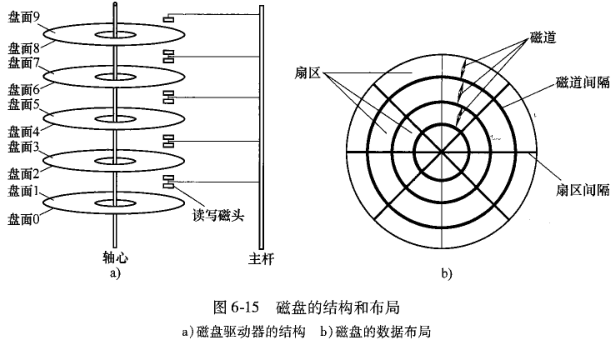 盘面9
盘面8
盘面7
盘面6
盘面5
盘面4
盘面3
盘面2
盘面1
盘面0
读写磁头
轴心
主杆
a)
磁道
扇区
磁道间隔
扇区间隔
b)
图 6-15 磁盘的结构和布局
a)磁盘驱动器的结构 b)磁盘的数据布局